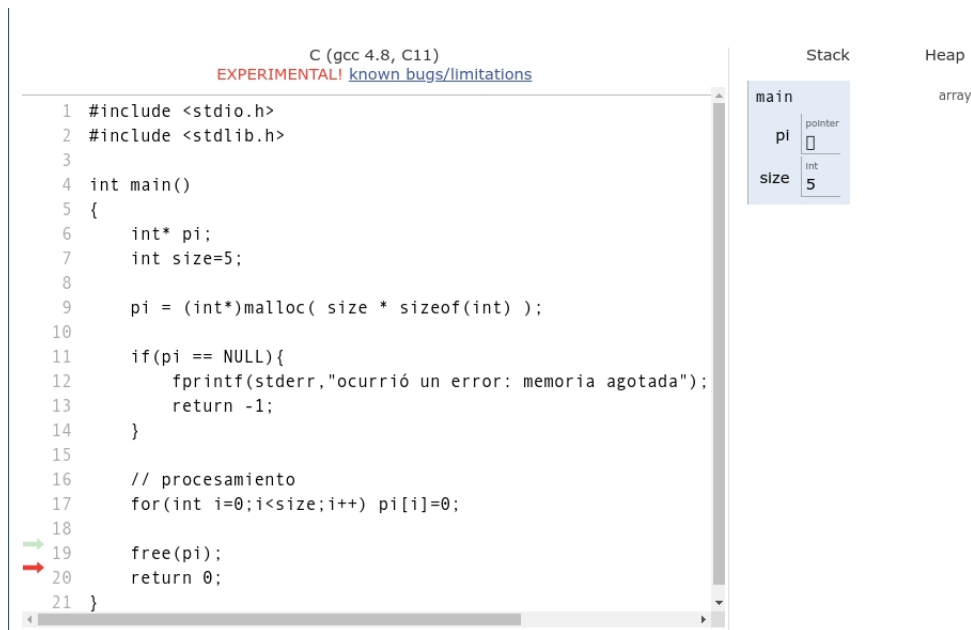 C (gcc 4.8, C11)
EXPERIMENTAL! known bugs/limitations
1 #include <stdio.h>
2 #include <stdlib.h>
3
4 int main()
5 {
6     int* pi;
7     int size=5;
8
9     pi = (int*)malloc( size * sizeof(int) );
10
11     if(pi == NULL){
12         fprintf(stderr,"ocurrió un error: memoria agotada");
13         return -1;
14     }
15
16     // procesamiento
17     for(int i=0;i<size;i++) pi[i]=0;
18
19     free(pi);
20     return 0;
21 }
Stack
Heap
main
array
pointer
pi
int
size 5